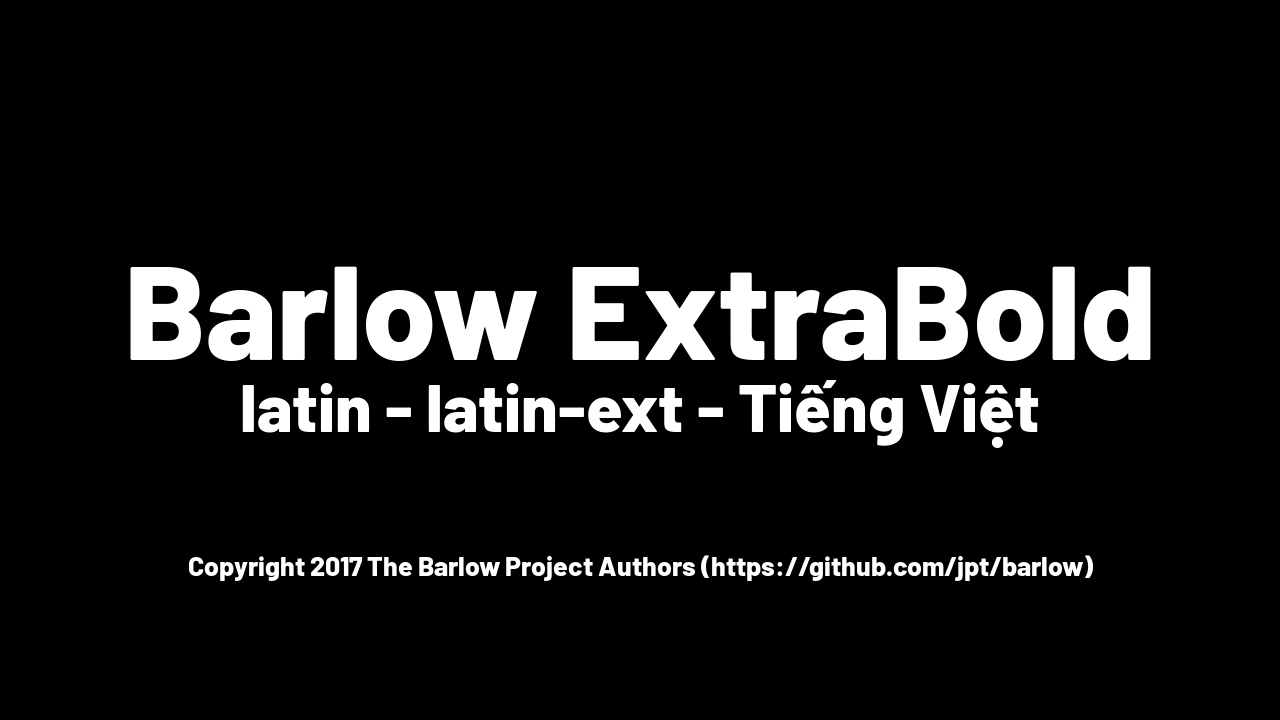 Barlow ExtraBold
latin - latin-ext - Tiếng Việt
Copyright 2017 The Barlow Project Authors (https://github.com/jpt/barlow)